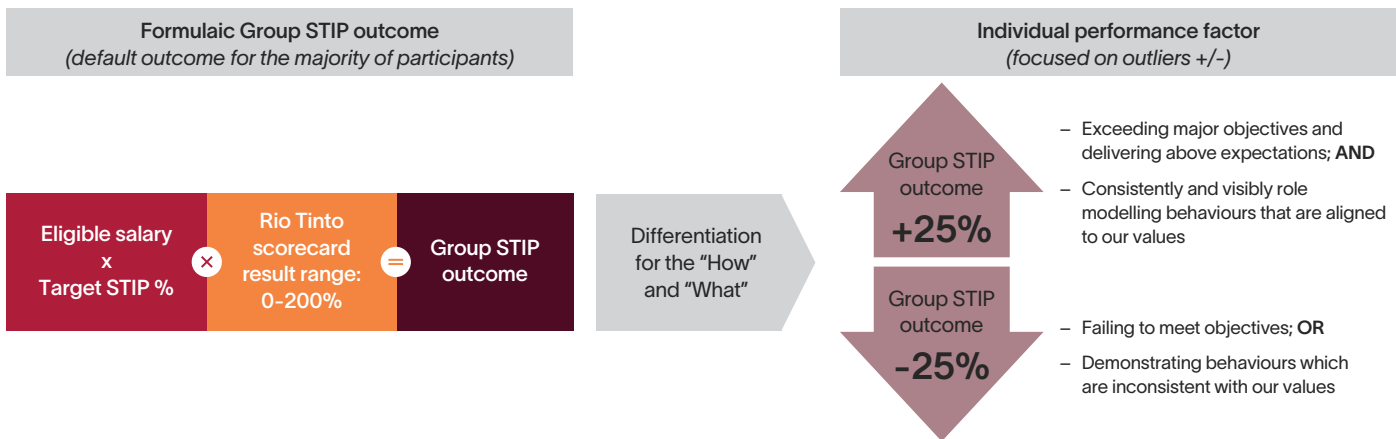 Formulaic Group STIP outcome
(default outcome for the majority of participants)
Eligible salary
x
Target STIP %
×
Rio Tinto
scorecard
result range:
0-200%
=
Group STIP
outcome
Differentiation
for the “How”
and “What”
Individual performance factor
(focused on outliers +/-)
Group STIP
outcome
+25%
– Exceeding major objectives and
delivering above expectations; AND
– Consistently and visibly role
modelling behaviours that are aligned
to our values
Group STIP
outcome
-25%
– Failing to meet objectives; OR
– Demonstrating behaviours which
are inconsistent with our values